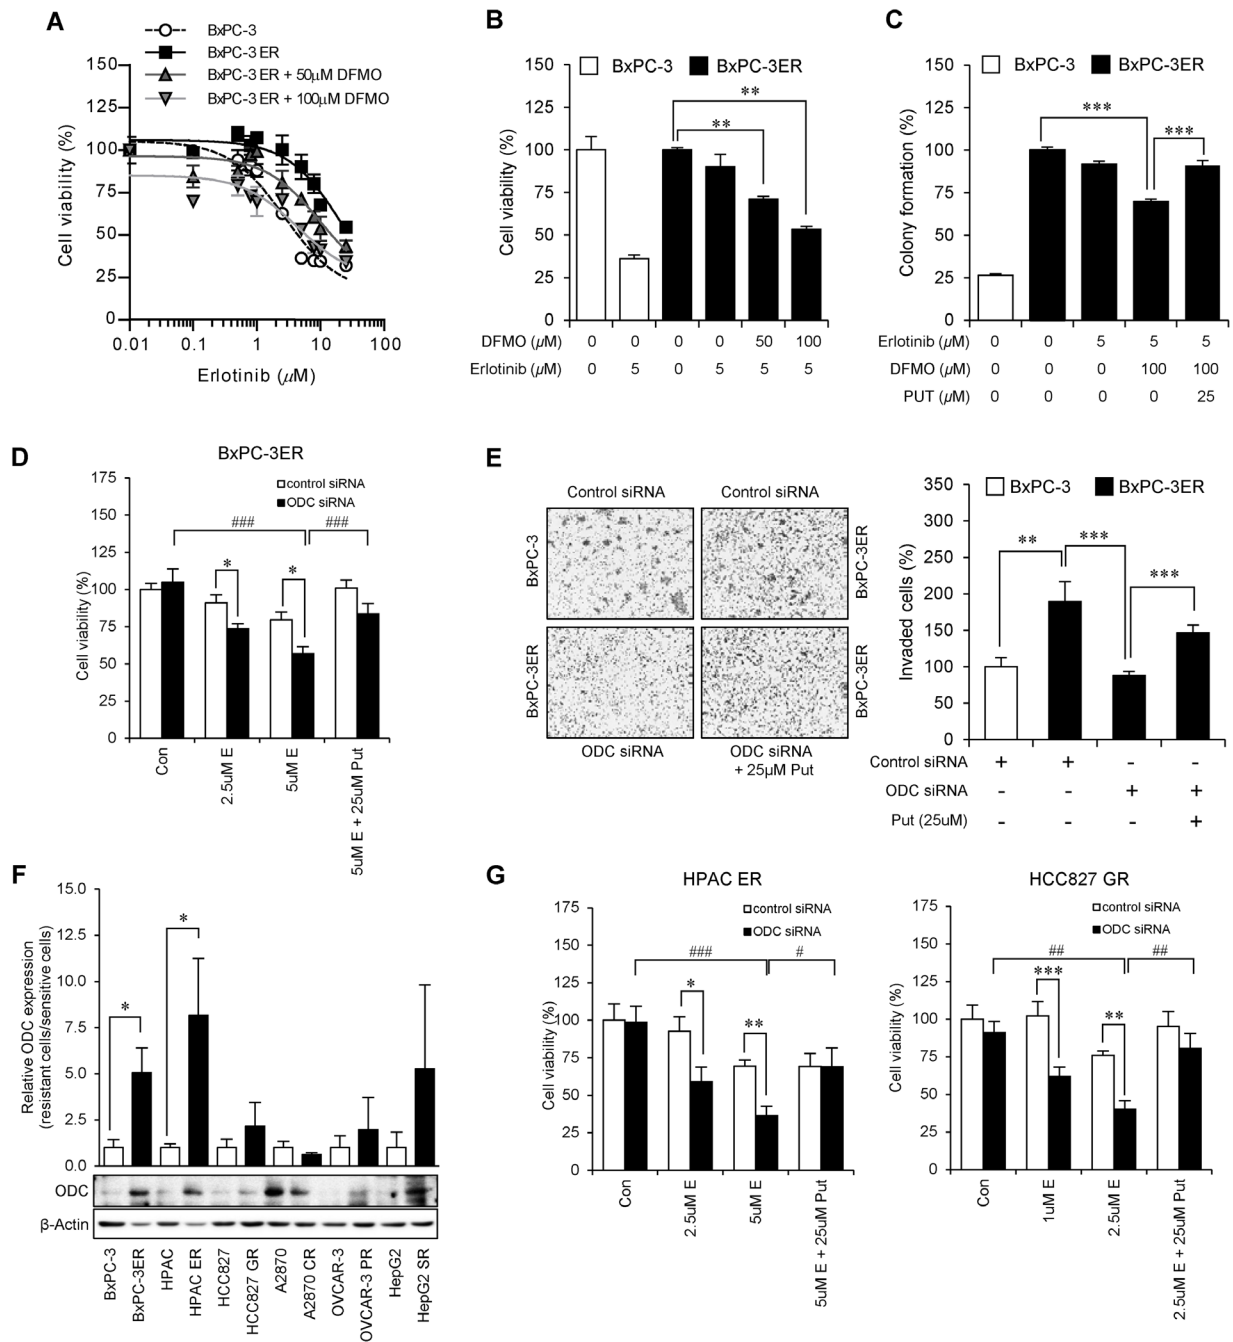 A
BxPC-3
BxPC-3 ER
BxPC-3 ER + 50µM DFMO
BxPC-3 ER + 100µM DFMO
Cell viability (%)
150
125
100
75
50
25
0
0.01 0.1 1 10 100
Erlotinib (µM)
B
BxPC-3 BxPC-3ER
Cell viability (%)
150
125
100
75
50
25
0
** **
DFMO (µM) 0 0 0 0 50 100
Erlotinib (µM) 0 5 0 5 5 5
C
BxPC-3 BxPC-3ER
Colony formation (%)
150
125
100
75
50
25
0
*** ***
Erlotinib (µM) 0 0 5 5 5
DFMO (µM) 0 0 0 100 100
PUT (µM) 0 0 0 0 25
D
BxPC-3ER
control siRNA
ODC siRNA
Cell viability (%)
175
150
125
100
75
50
25
0
### ###
* *
Con
2.5uM E
5uM E
5uM E + 25uM Put
E
Control siRNA Control siRNA
BxPC-3 BxPC-3ER
BxPC-3ER BxPC-3ER
ODC siRNA ODC siRNA
+ 25µM Put
BxPC-3 BxPC-3ER
Invaded cells (%)
350
300
250
200
150
100
50
0
** *** ***
Control siRNA + + - -
ODC siRNA - - + +
Put (25uM) - - - +
F
Relative ODC expression
(resistant cells/sensitive cells)
15.0
12.5
10.0
7.5
5.0
2.5
0.0
* *
ODC
β-Actin
BxPC-3
BxPC-3ER
HPAC
HPAC ER
HCC827
HCC827 GR
A2870
A2870 CR
OVCAR-3
OVCAR-3 PR
HepG2
HepG2 SR
G
HPAC ER
control siRNA
ODC siRNA
Cell viability (%)
175
150
125
100
75
50
25
0
### #
* **
Con
2.5uM E
5uM E
5uM E + 25uM Put
HCC827 GR
control siRNA
ODC siRNA
Cell viability (%)
175
150
125
100
75
50
25
0
## ##
*** **
Con
1uM E
2.5uM E
2.5uM E + 25uM Put